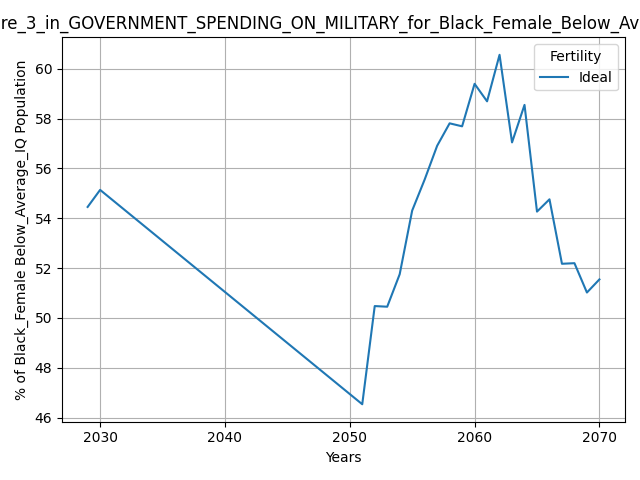 re_3_in_GOVERNMENT_SPENDING_ON_MILITARY_for_Black_Female_Below_Av
Fertility
Ideal
% of Black_Female Below_Average_IQ Population
60
58
56
54
52
50
48
46
2030 2040 2050 2060 2070
Years